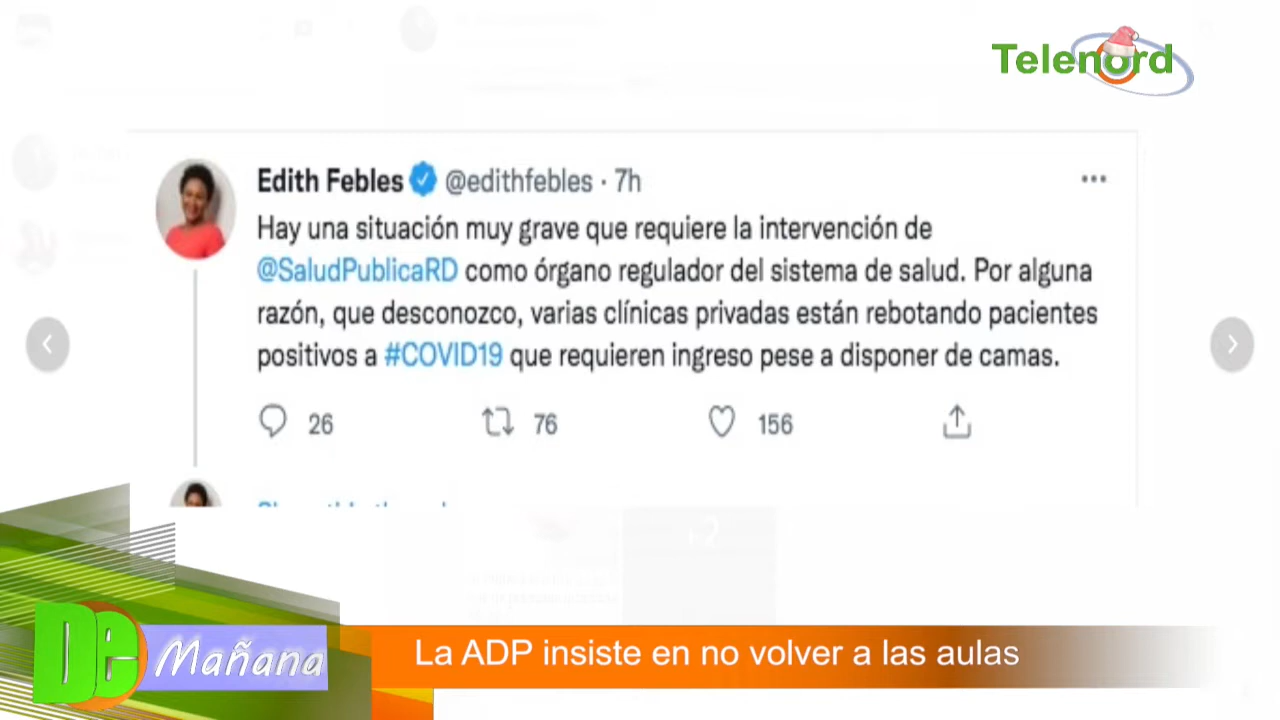 Telenord
Edith Febles @edithfebles · 7h
Hay una situación muy grave que requiere la intervención de
@SaludPublicaRD como órgano regulador del sistema de salud. Por alguna
razón, que desconozco, varias clínicas privadas están rebotando pacientes
positivos a #COVID19 que requieren ingreso pese a disponer de camas.
26 76 156
+2
De Mañana
La ADP insiste en no volver a las aulas